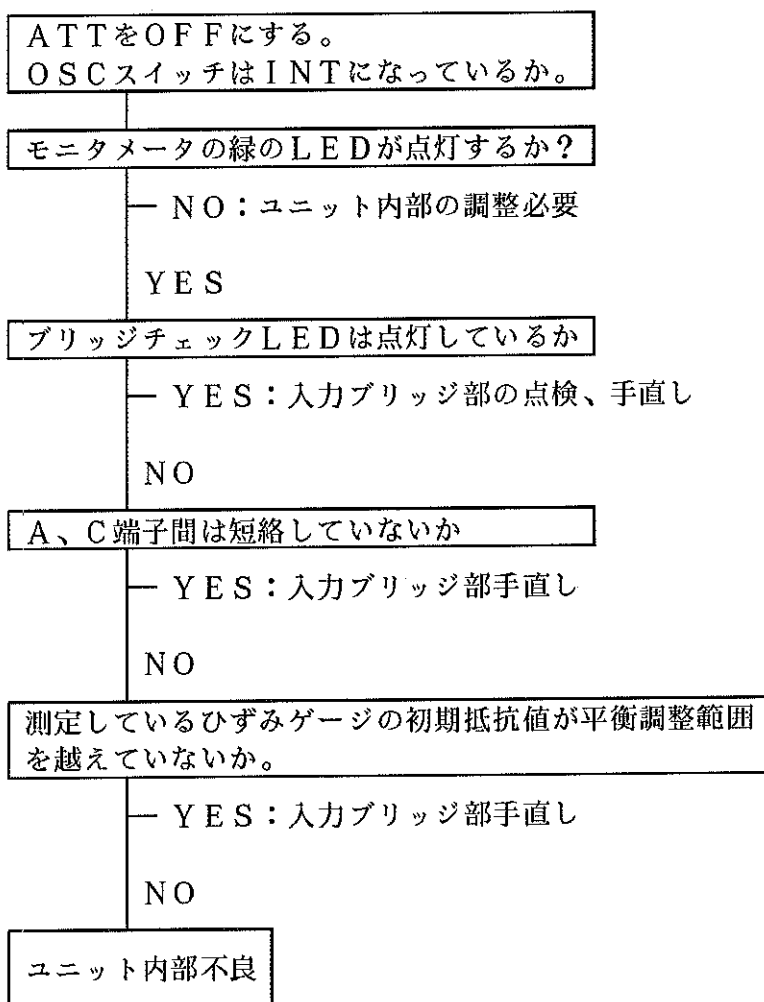 ATTをOFFにする。
OSCスイッチはINTになっているか。
モニタメータの緑のLEDが点灯するか?
NO:ユニット内部の調整必要
YES
ブリッジチェックLEDは点灯しているか
YES:入力ブリッジ部の点検、手直し
NO
A、C端子間は短絡していないか
YES:入力ブリッジ部手直し
NO
測定しているひずみゲージの初期抵抗値が平衡調整範囲
を越えていないか。
YES:入力ブリッジ部手直し
NO
ユニット内部不良